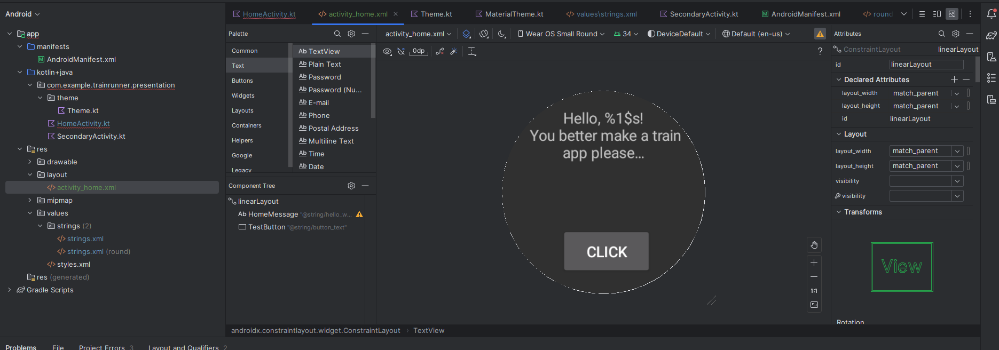 Android
HomeActivity.kt
activity_home.xml
Theme.kt
MaterialTheme.kt
values\strings.xml
SecondaryActivity.kt
AndroidManifest.xml
round
app
manifests
AndroidManifest.xml
kotlin+java
com.example.trainrunner.presentation
theme
Theme.kt
HomeActivity.kt
SecondaryActivity.kt
res
drawable
layout
activity_home.xml
mipmap
values
strings (2)
strings.xml
strings.xml (round)
styles.xml
res (generated)
Gradle Scripts
Palette
Common
Text
Buttons
Widgets
Layouts
Containers
Helpers
Google
Legacy
Ab TextView
Ab Plain Text
Ab Password
Ab Password (Nu...
Ab E-mail
Ab Phone
Ab Postal Address
Ab Multiline Text
Ab Time
Ab Date
Component Tree
linearLayout
Ab HomeMessage "@string/hello_w...
TestButton "@string/button_text"
activity_home.xml
Wear OS Small Round
34
DeviceDefault
Default (en-us)
0dp
?
Hello, %1$s!
You better make a train
app please...
CLICK
1:1
Attributes
ConstraintLayout linearLayout
id linearLayout
Declared Attributes
layout_width match_parent
layout_height match_parent
id linearLayout
Layout
layout_width match_parent
layout_height match_parent
visibility
visibility
Transforms
View
Rotation
androidx.constraintlayout.widget.ConstraintLayout › TextView
Problems File Project Errors 3 Layout and Qualifiers 2